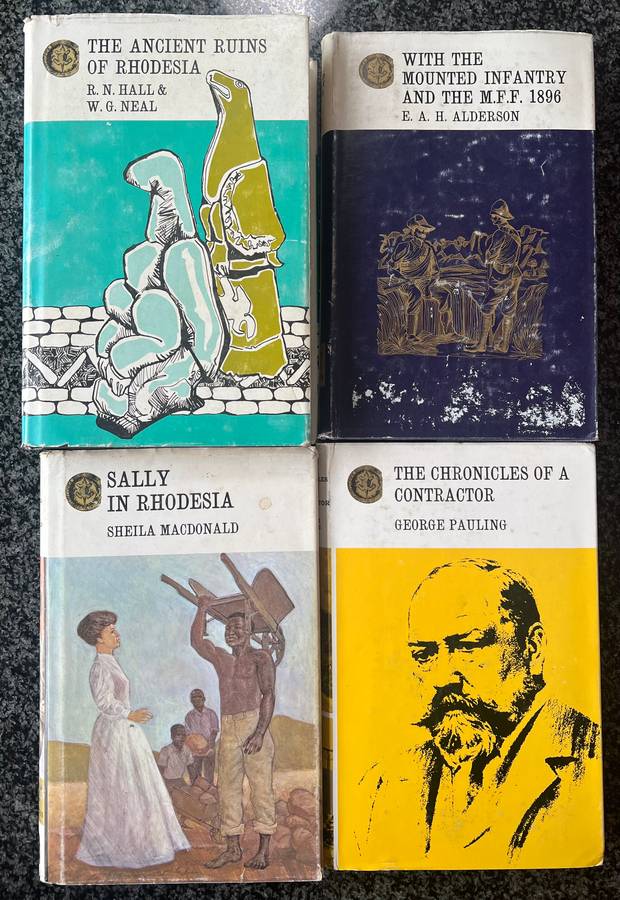 THE ANCIENT RUINS
OF RHODESIA
R. N. HALL &
W. G. NEAL
WITH THE
MOUNTED INFANTRY
AND THE M.F.F. 1896
E. A. H. ALDERSON
SALLY
IN RHODESIA
SHEILA MACDONALD
THE CHRONICLES OF A
CONTRACTOR
GEORGE PAULING